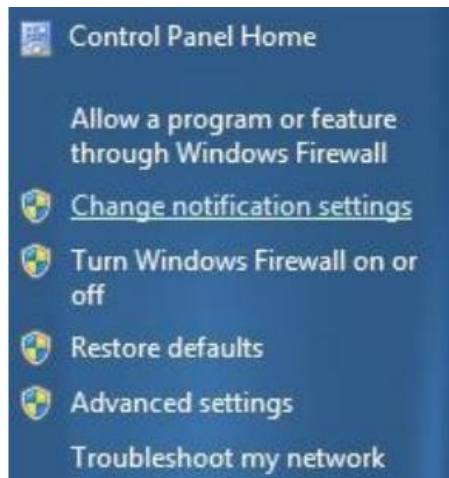 Control Panel Home
Allow a program or feature
through Windows Firewall
Change notification settings
Turn Windows Firewall on or
off
Restore defaults
Advanced settings
Troubleshoot my network